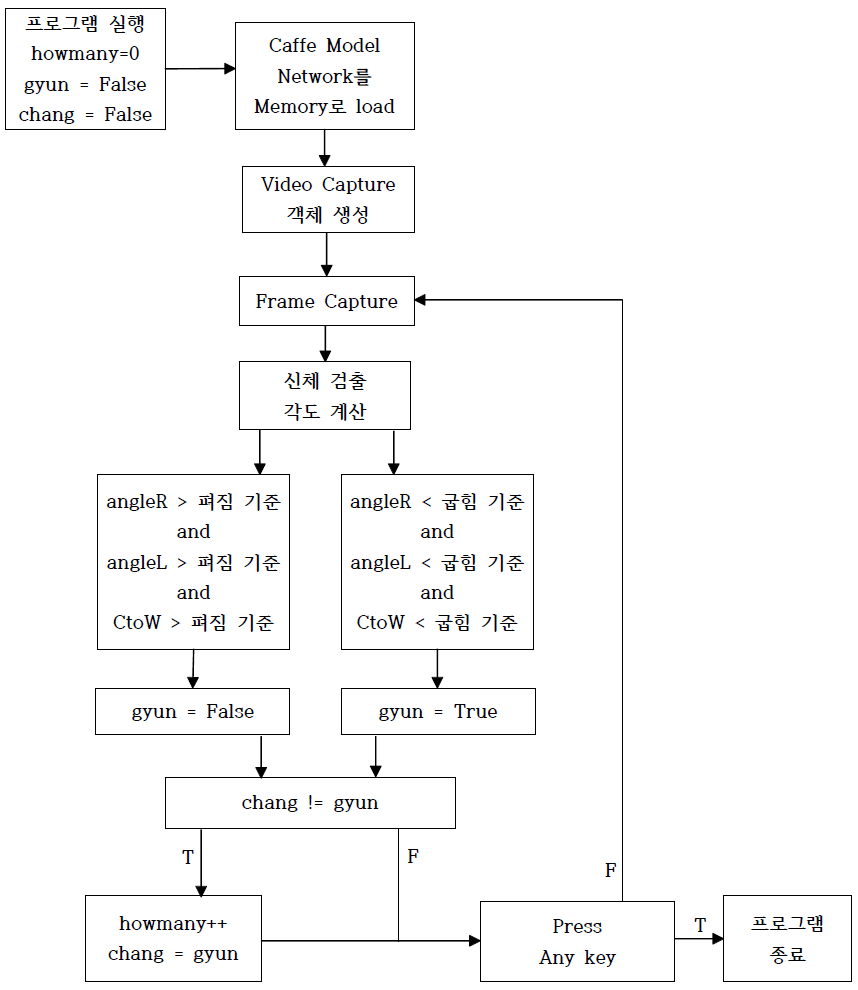 프로그램 실행
howmany=0
gyun = False
chang = False
Caffe Model
Network를
Memory로 load
Video Capture
객체 생성
Frame Capture
신체 검출
각도 계산
angleR > 펴짐 기준
and
angleL > 펴짐 기준
and
CtoW > 펴짐 기준
angleR < 굽힘 기준
and
angleL < 굽힘 기준
and
CtoW < 굽힘 기준
gyun = False
gyun = True
chang != gyun
T
F
howmany++
chang = gyun
F
Press
Any key
T
프로그램
종료